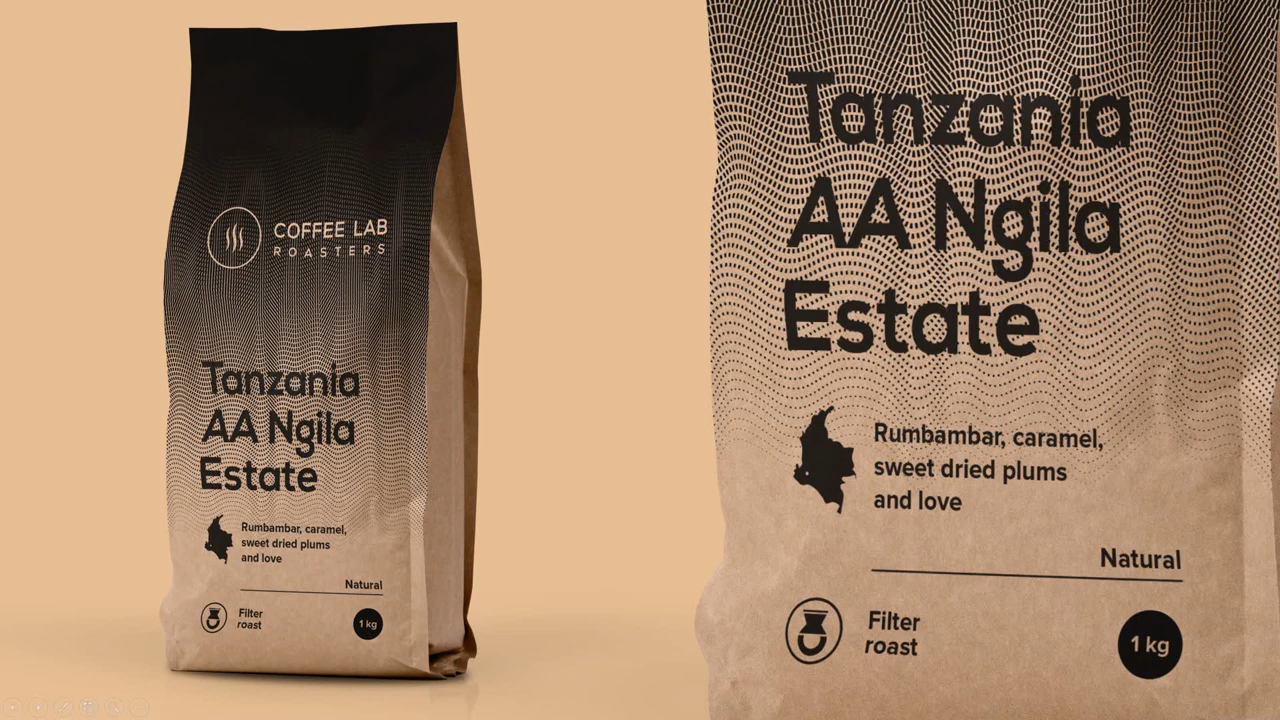 COFFEE LAB
ROASTERS
Tanzania
AA Ngila
Estate
Rumbambar, caramel,
sweet dried plums
and love
Natural
Filter
roast
1 kg
Tanzania
AA Ngila
Estate
Rumbambar, caramel,
sweet dried plums
and love
Natural
Filter
roast
1 kg